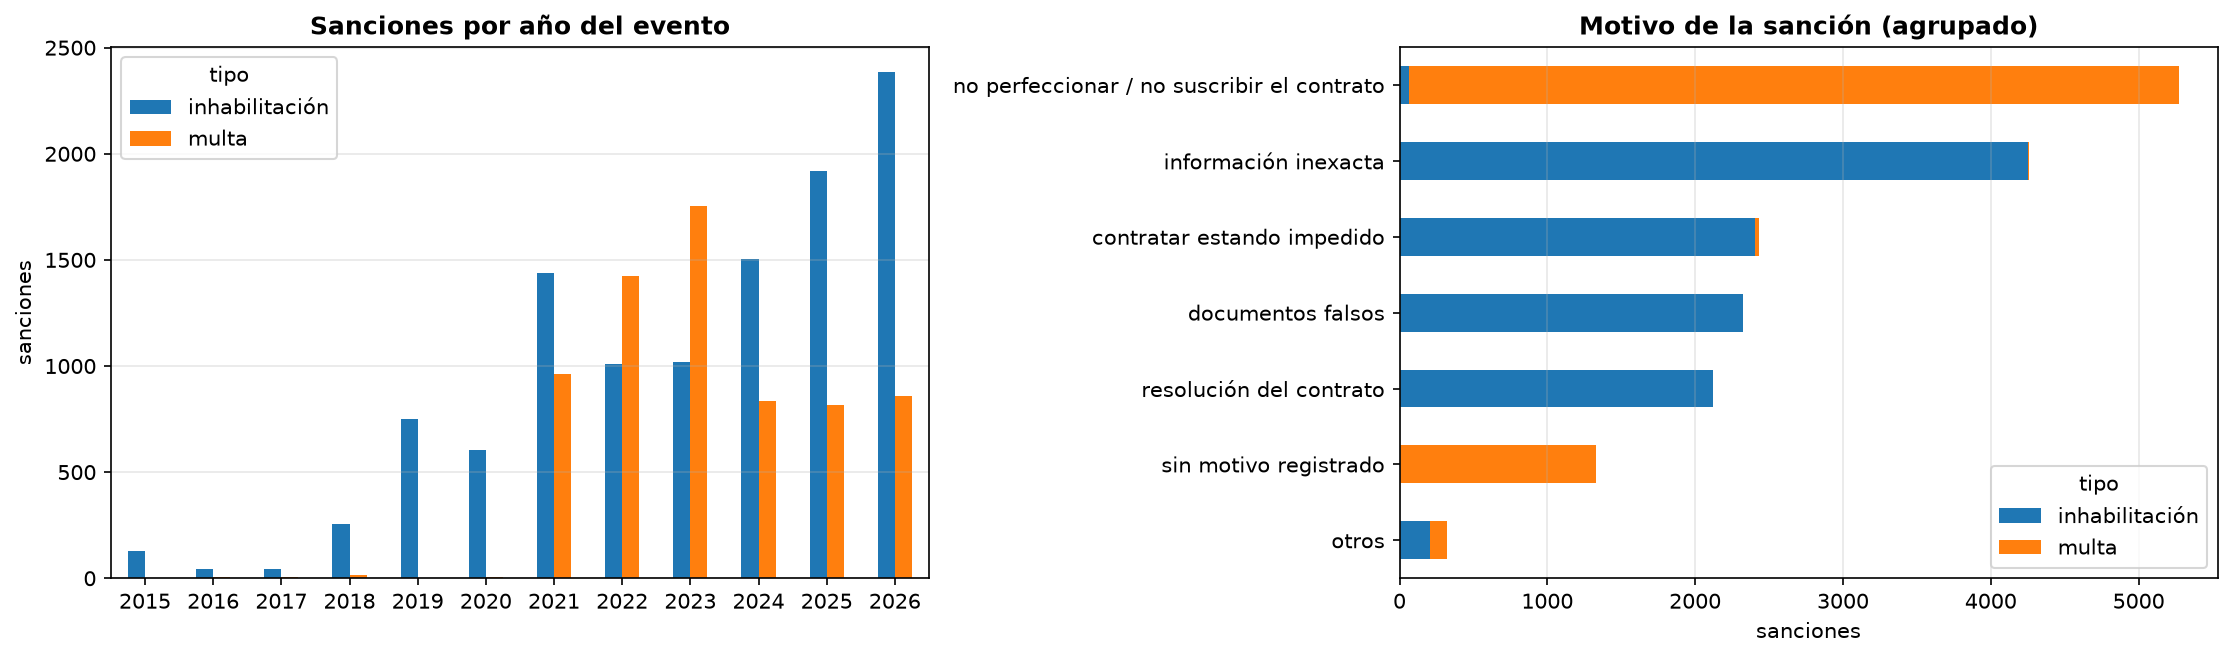 Sanciones por año del evento
tipo
inhabilitación
multa
2500
2000
1500
1000
500
0
sanciones
2015 2016 2017 2018 2019 2020 2021 2022 2023 2024 2025 2026
Motivo de la sanción (agrupado)
no perfeccionar / no suscribir el contrato
información inexacta
contratar estando impedido
documentos falsos
resolución del contrato
sin motivo registrado
otros
tipo
inhabilitación
multa
0 1000 2000 3000 4000 5000
sanciones